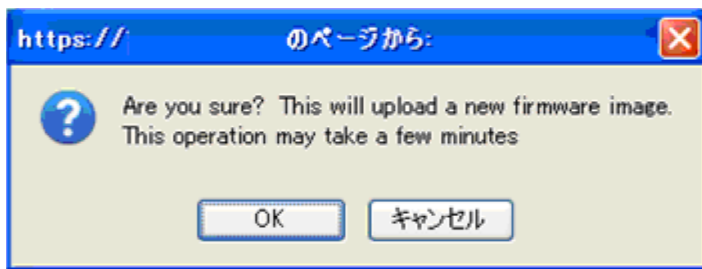 https:// のページから:
Are you sure? This will upload a new firmware image.
This operation may take a few minutes
OK
キャンセル